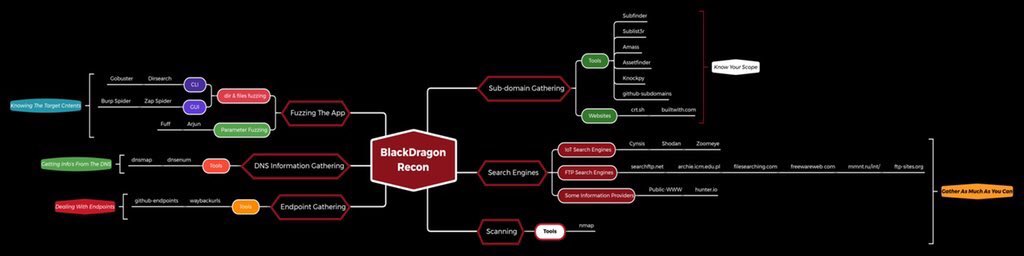 BlackDragon
Recon
Fuzzing The App
dir & files fuzzing
CLI
Gobuster
Dirsearch
GUI
Burp Spider
Zap Spider
Parameter Fuzzing
Fuff
Arjun
Knowing The Target Cntents
DNS Information Gathering
Tools
dnsmap
dnsenum
Getting Info's From The DNS
Endpoint Gathering
Tools
github-endpoints
waybackurls
Dealing With Endpoints
Sub-domain Gathering
Tools
Subfinder
Sublist3r
Amass
Assetfinder
Knockpy
github-subdomains
Websites
crt.sh
builtwith.com
Know Your Scope
Search Engines
IoT Search Engines
Cynsis
Shodan
Zoomeye
FTP Search Engines
searchftp.net
archie.icm.edu.pl
filesearching.com
freewareweb.com
mmnt.ru/int/
ftp-sites.org
Some Information Providers
Public-WWW
hunter.io
Scanning
Tools
nmap
Gather As Much As You Can